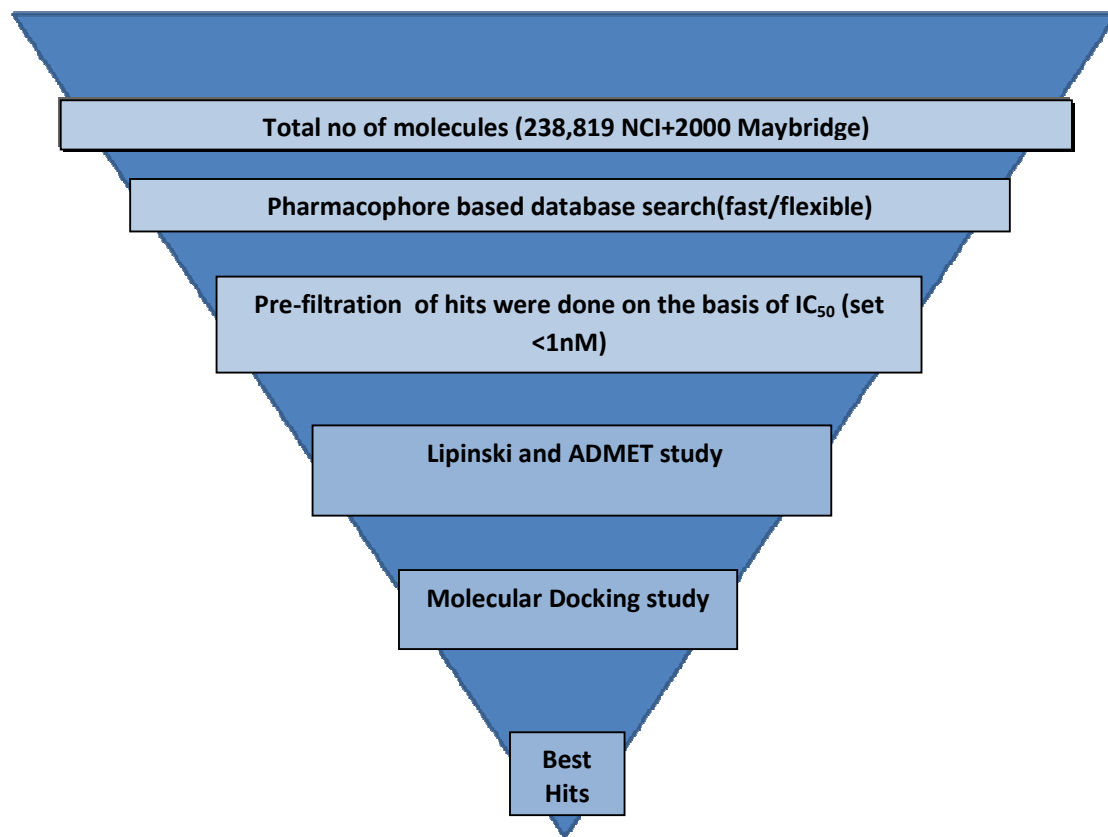 Total no of molecules (238,819 NCI+2000 Maybridge)
Pharmacophore based database search(fast/flexible)
Pre-filtration of hits were done on the basis of IC₅₀ (set
<1nM)
Lipinski and ADMET study
Molecular Docking study
Best
Hits